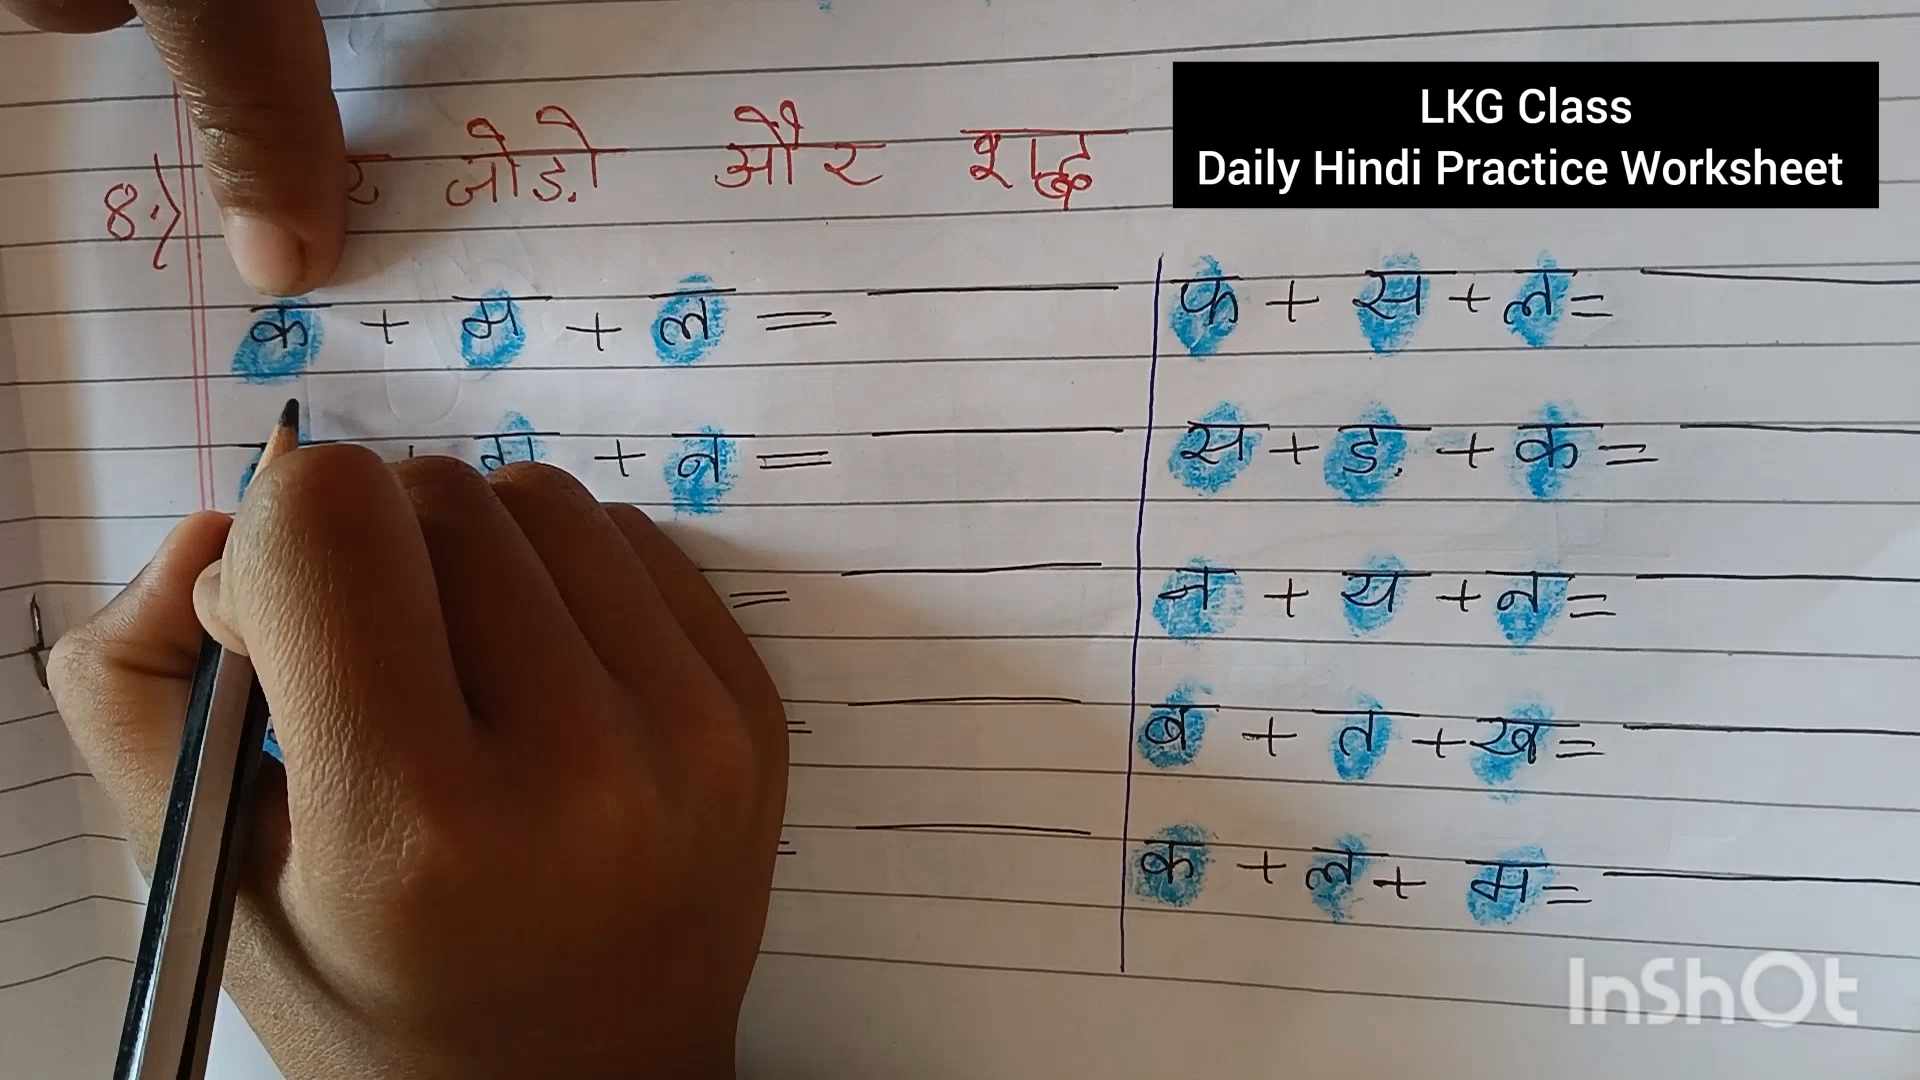 LKG Class
Daily Hindi Practice Worksheet
8.) जोड़ो और शब्द
क + म + ल =
+ न =
=
=
=
फ + स + ल =
स + ड़ + क =
न + य + न =
ब + त + ख =
क + ल + म =
InShOt